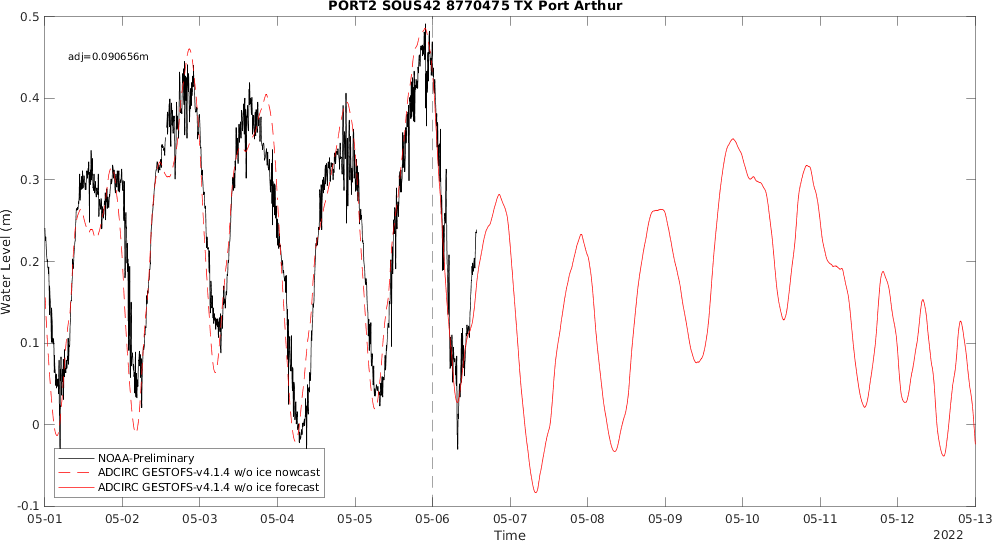 PORT2 SOUS42 8770475 TX Port Arthur
0.5
adj=0.090656m
0.4
0.3
Water Level (m)
0.2
0.1
0
NOAA-Preliminary
ADCIRC GESTOFS-v4.1.4 w/o ice nowcast
ADCIRC GESTOFS-v4.1.4 w/o ice forecast
-0.1
05-01 05-02 05-03 05-04 05-05 05-06 05-07 05-08 05-09 05-10 05-11 05-12 05-13
Time
2022